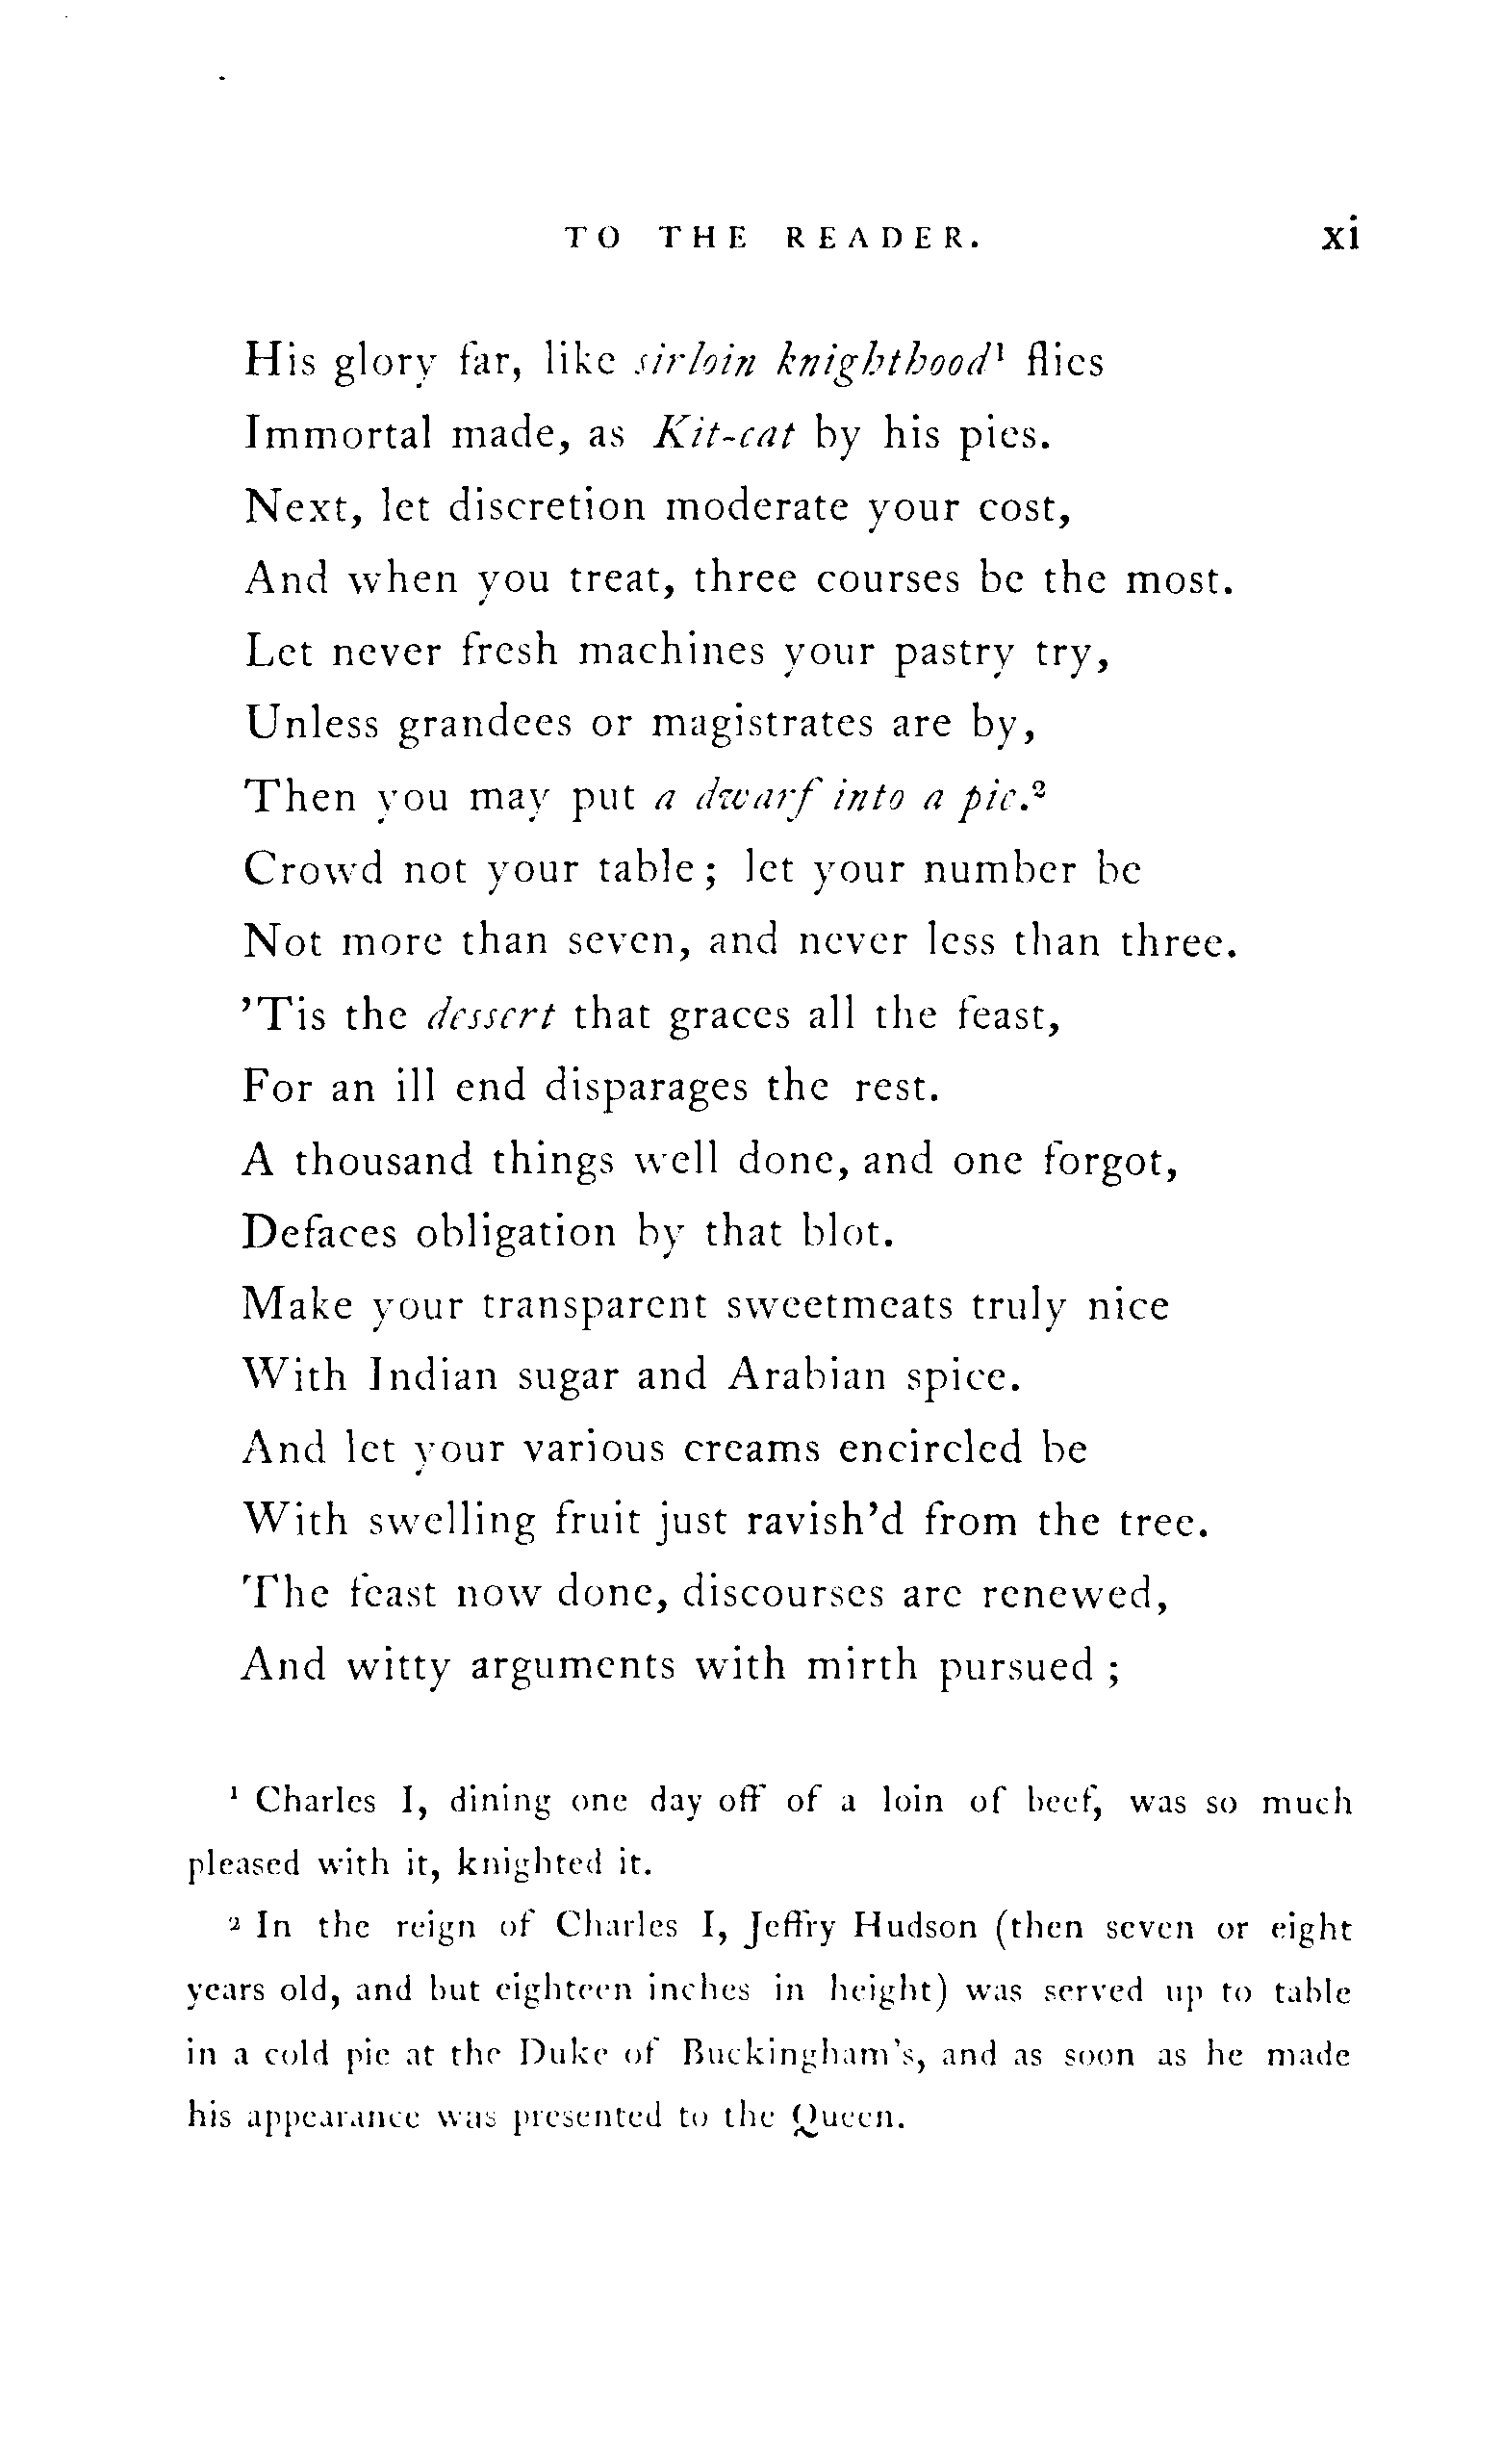 TO THE READER. xi
His glory far, like sirloin knighthood¹ flies
Immortal made, as Kit-cat by his pies.
Next, let discretion moderate your cost,
And when you treat, three courses be the most.
Let never fresh machines your pastry try,
Unless grandees or magistrates are by,
Then you may put a dwarf into a pie.²
Crowd not your table; let your number be
Not more than seven, and never less than three.
’Tis the dessert that graces all the feast,
For an ill end disparages the rest.
A thousand things well done, and one forgot,
Defaces obligation by that blot.
Make your transparent sweetmeats truly nice
With Indian sugar and Arabian spice.
And let your various creams encircled be
With swelling fruit just ravish’d from the tree.
The feast now done, discourses are renewed,
And witty arguments with mirth pursued ;
¹ Charles I, dining one day off of a loin of beef, was so much
pleased with it, knighted it.
² In the reign of Charles I, Jeffry Hudson (then seven or eight
years old, and but eighteen inches in height) was served up to table
in a cold pie at the Duke of Buckingham’s, and as soon as he made
his appearance was presented to the Queen.